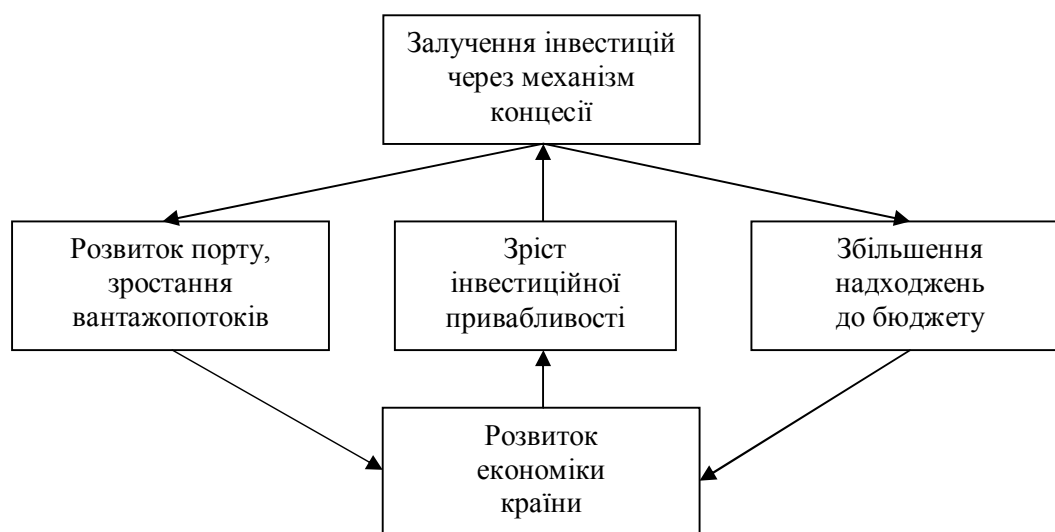 Залучення інвестицій
через механізм
концесії
Розвиток порту,
зростання
вантажопотоків
Зріст
інвестиційної
привабливості
Збільшення
надходжень
до бюджету
Розвиток
економіки
країни